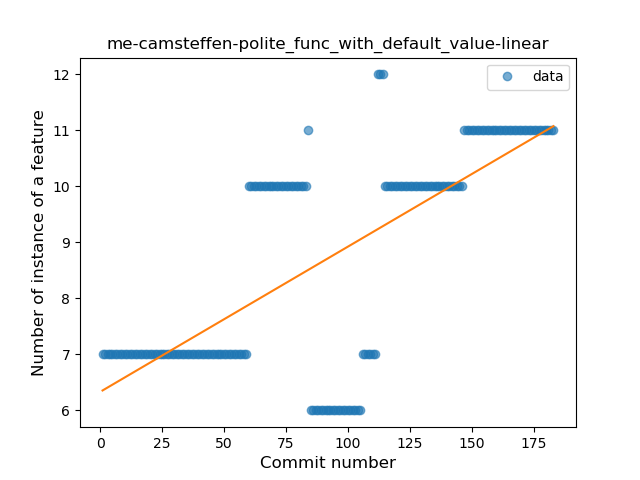 me-camsteffen-polite_func_with_default_value-linear
data
Number of instance of a feature
12
11
10
9
8
7
6
0 25 50 75 100 125 150 175
Commit number